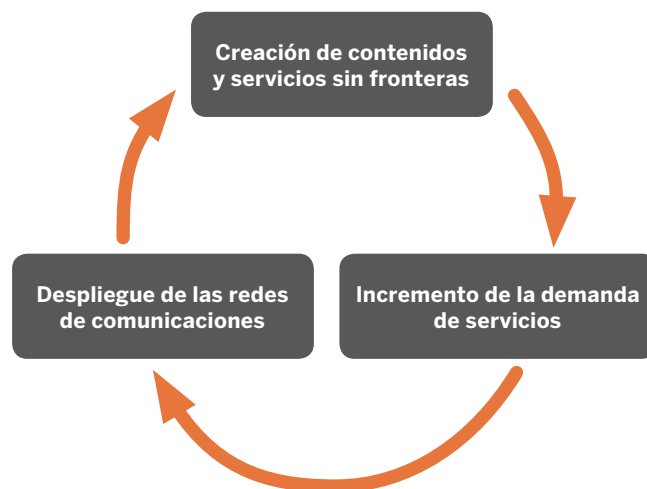 Creación de contenidos
y servicios sin fronteras
Despliegue de las redes
de comunicaciones
Incremento de la demanda
de servicios